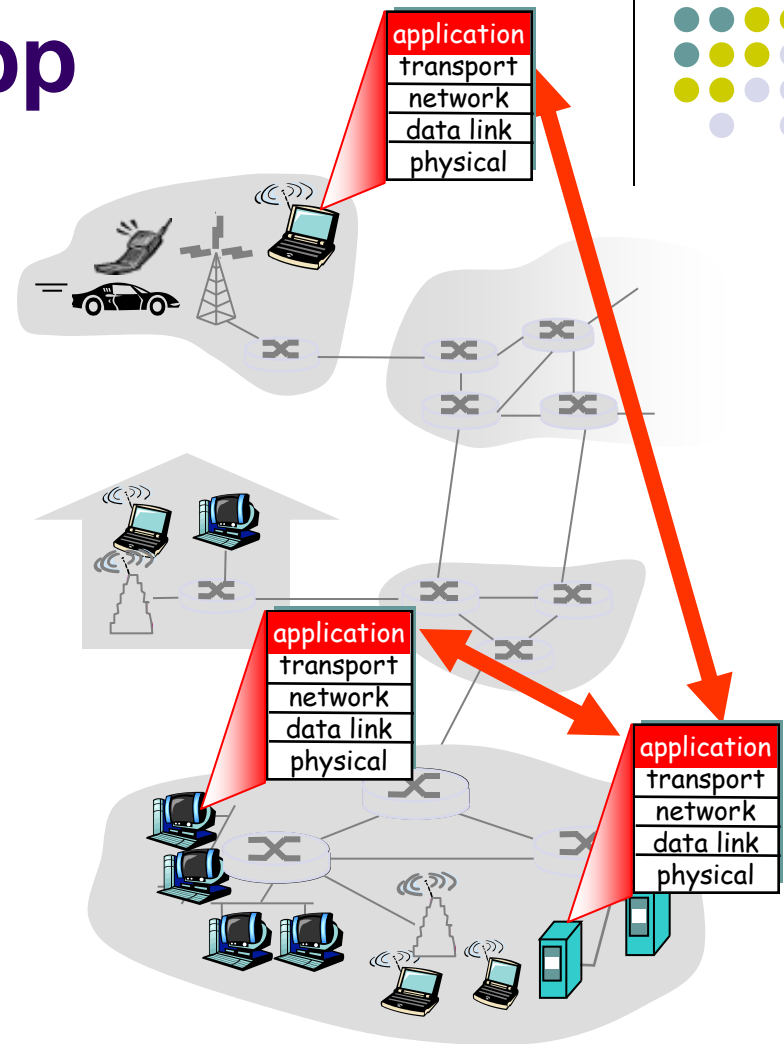 pp
application
transport
network
data link
physical
application
transport
network
data link
physical
application
transport
network
data link
physical